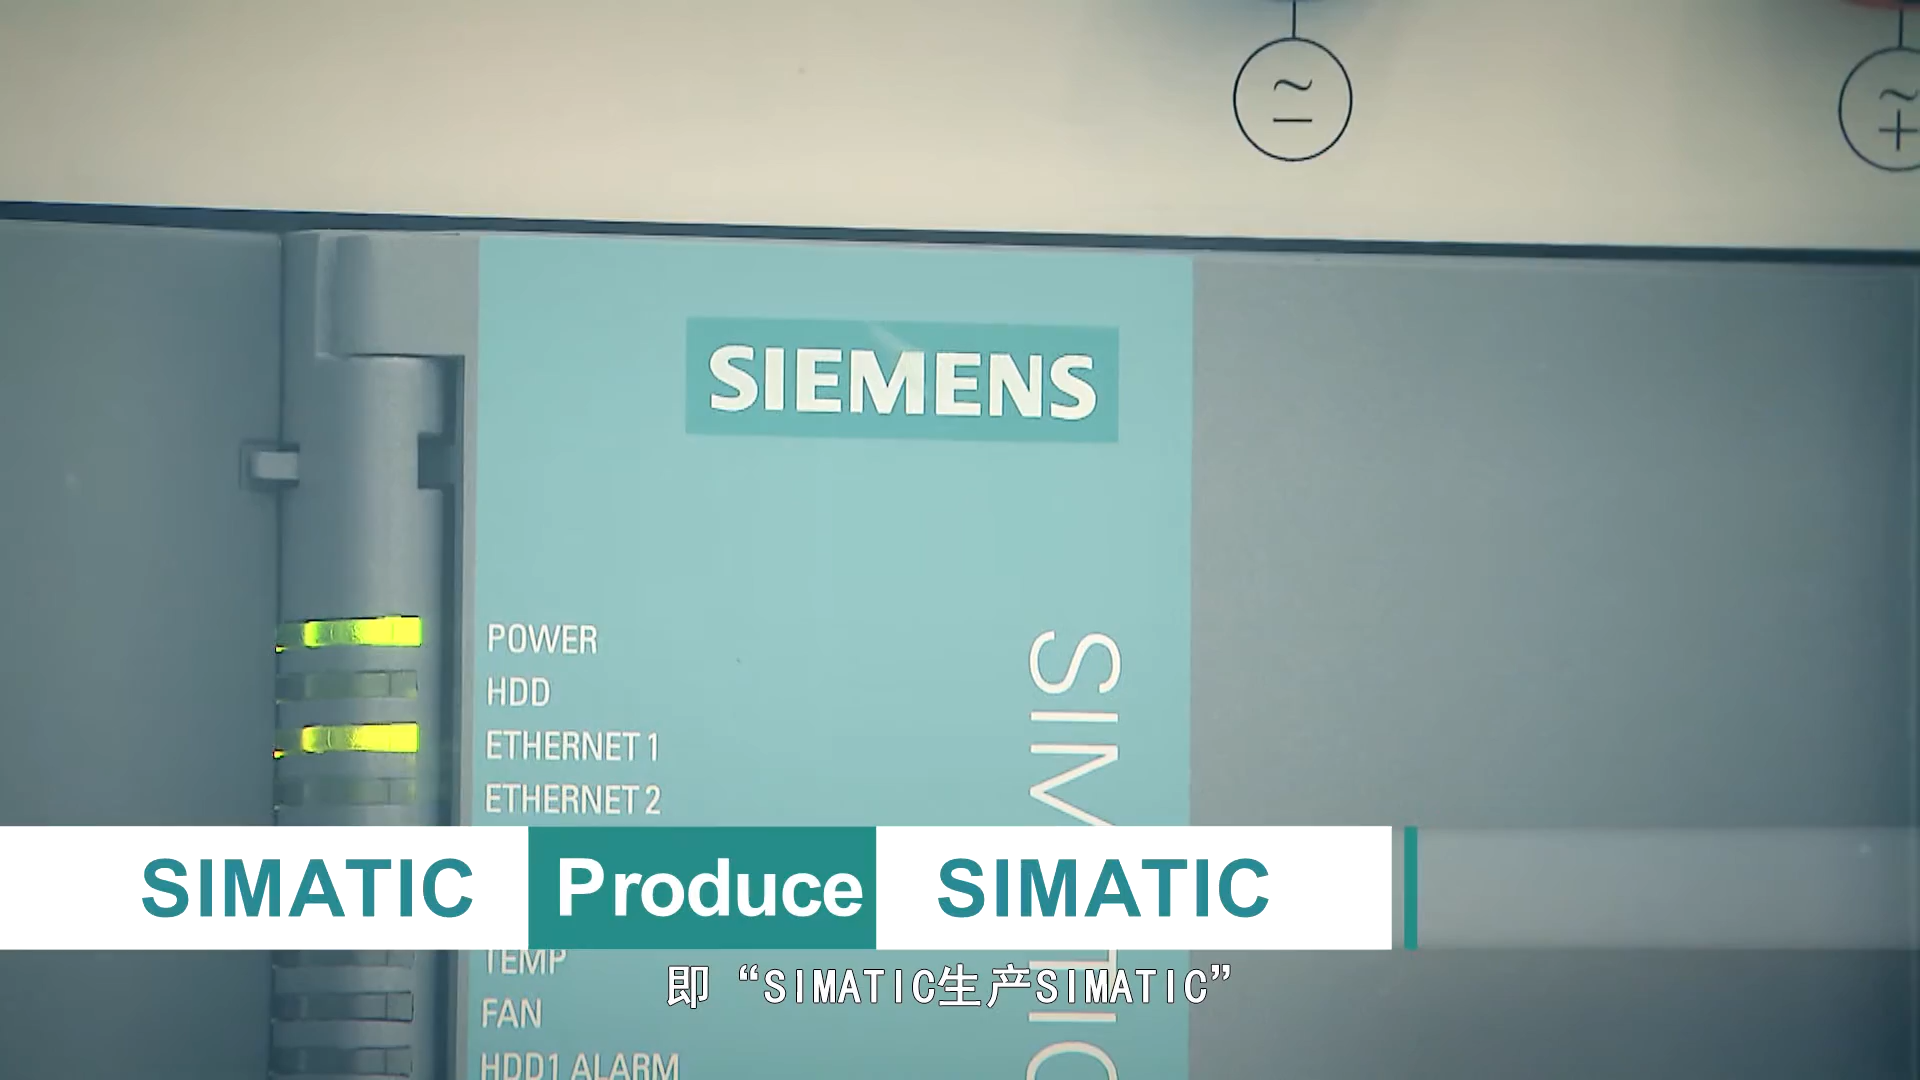 SIEMENS
POWER
HDD
ETHERNET 1
ETHERNET 2
SIMATIC Produce SIMATIC
TEMP
FAN
HDD1 ALARM
即“SIMATIC生产SIMATIC”